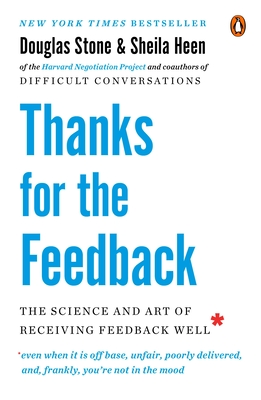 NEW YORK TIMES BESTSELLER
Douglas Stone & Sheila Heen
of the Harvard Negotiation Project and coauthors of
DIFFICULT CONVERSATIONS
Thanks
for the
Feedback
THE SCIENCE AND ART OF
RECEIVING FEEDBACK WELL*
*even when it is off base, unfair, poorly delivered,
and, frankly, you're not in the mood